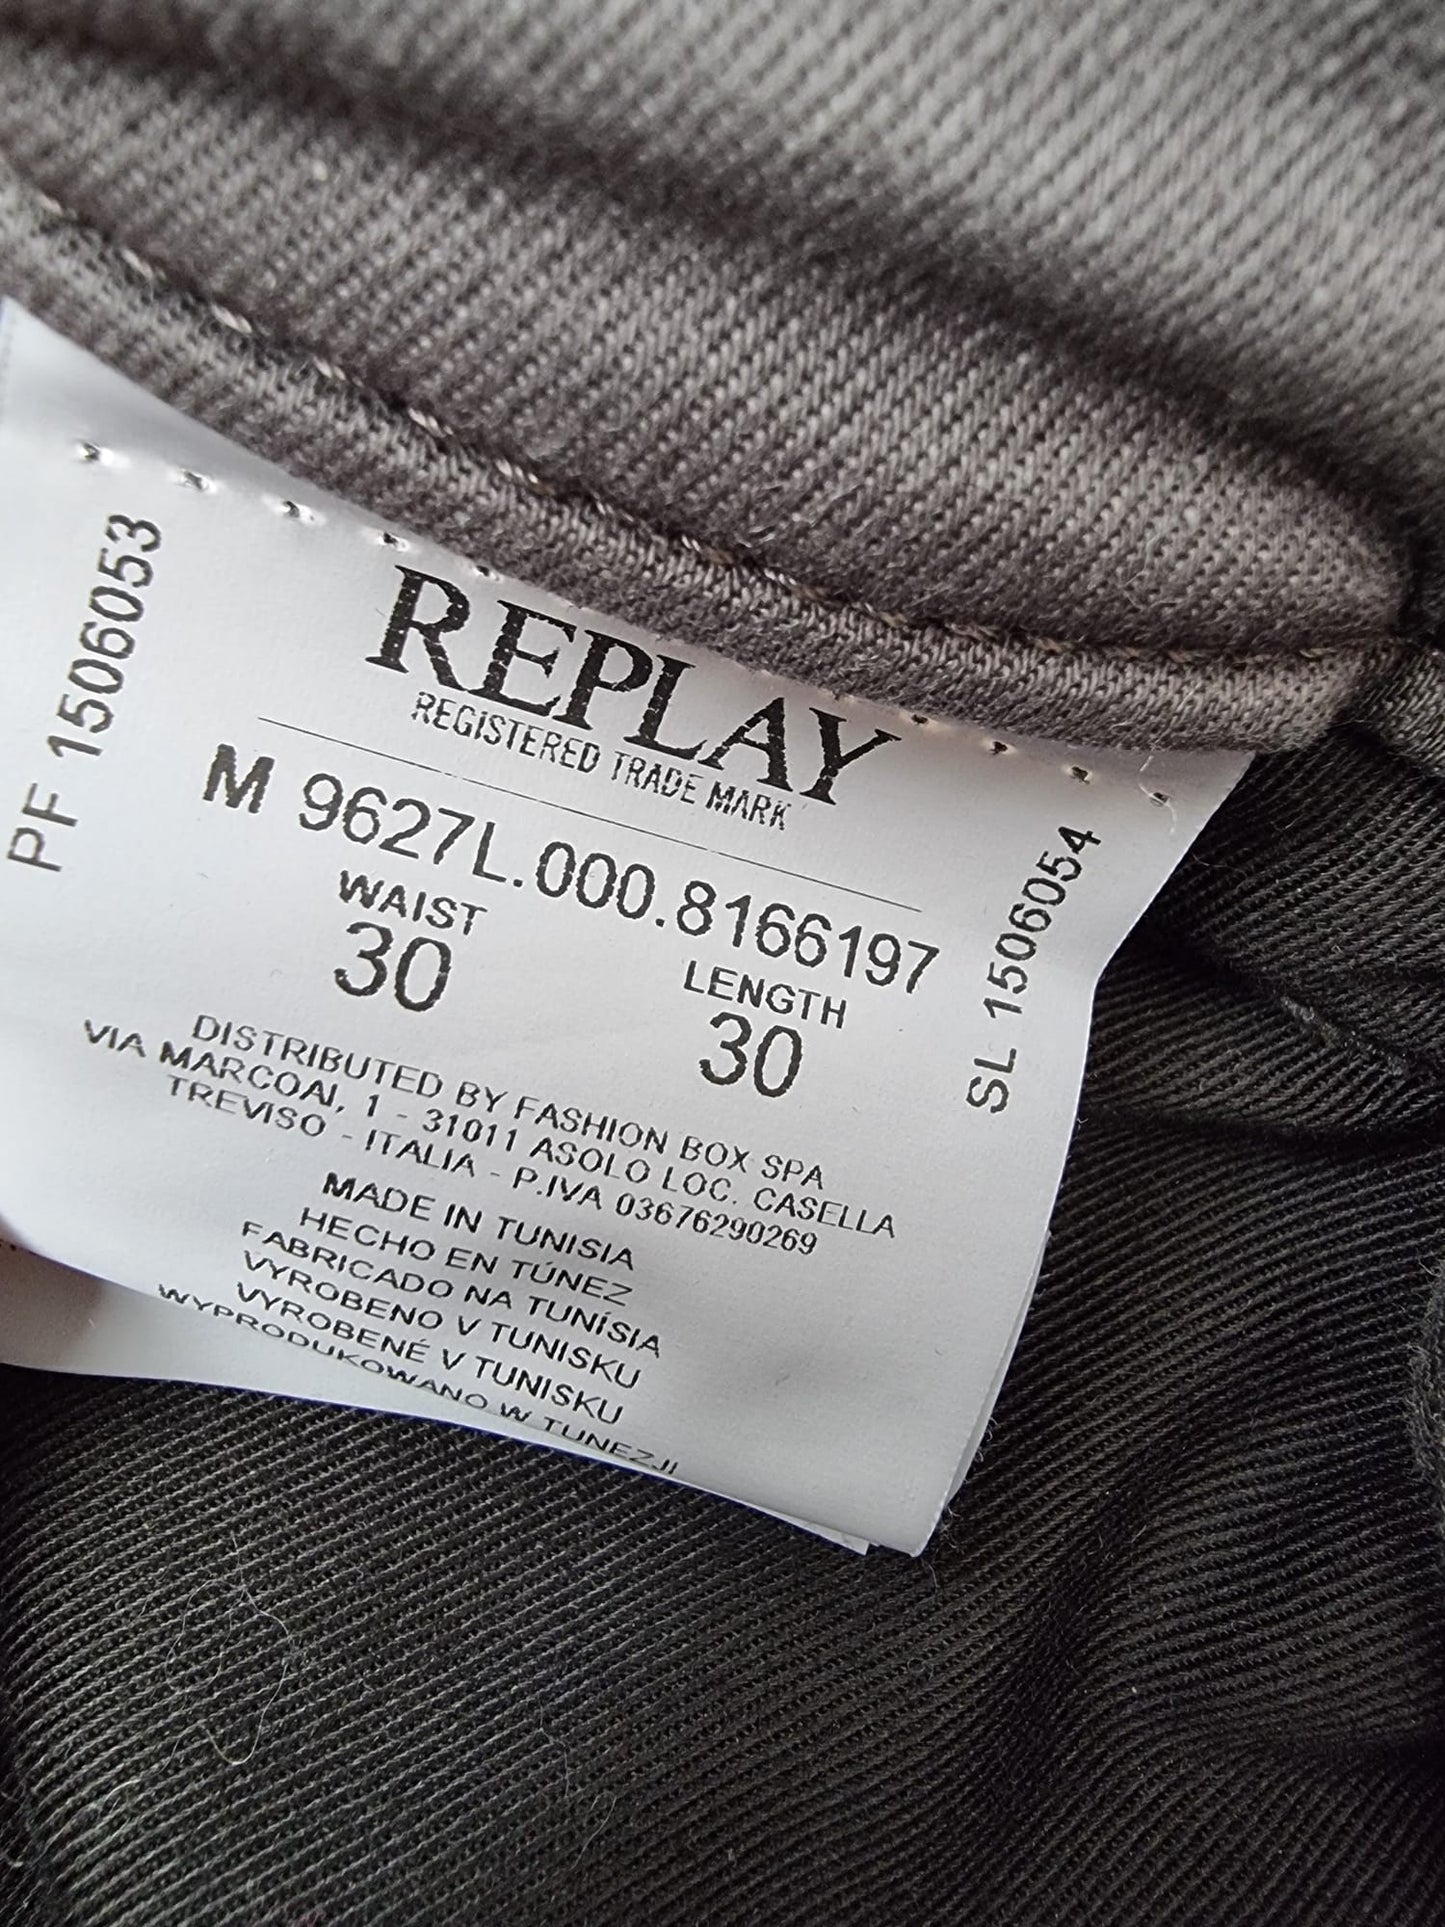 REPLAY
REGISTERED TRADE MARK
M 9627L.000.8166197
WAIST
30
LENGTH
30
DISTRIBUTED BY FASHION BOX SPA
VIA MARCOAI, 1 - 31011 ASOLO LOC. CASELLA
TREVISO - ITALIA - P.IVA 03676290269
MADE IN TUNISIA
HECHO EN TÚNEZ
FABRICADO NA TUNÍSIA
VYROBENO V TUNISKU
VYROBENÉ V TUNISKU
WYPRODUKOWANO W TUNEZJI
PF 1506053
SL 1506054